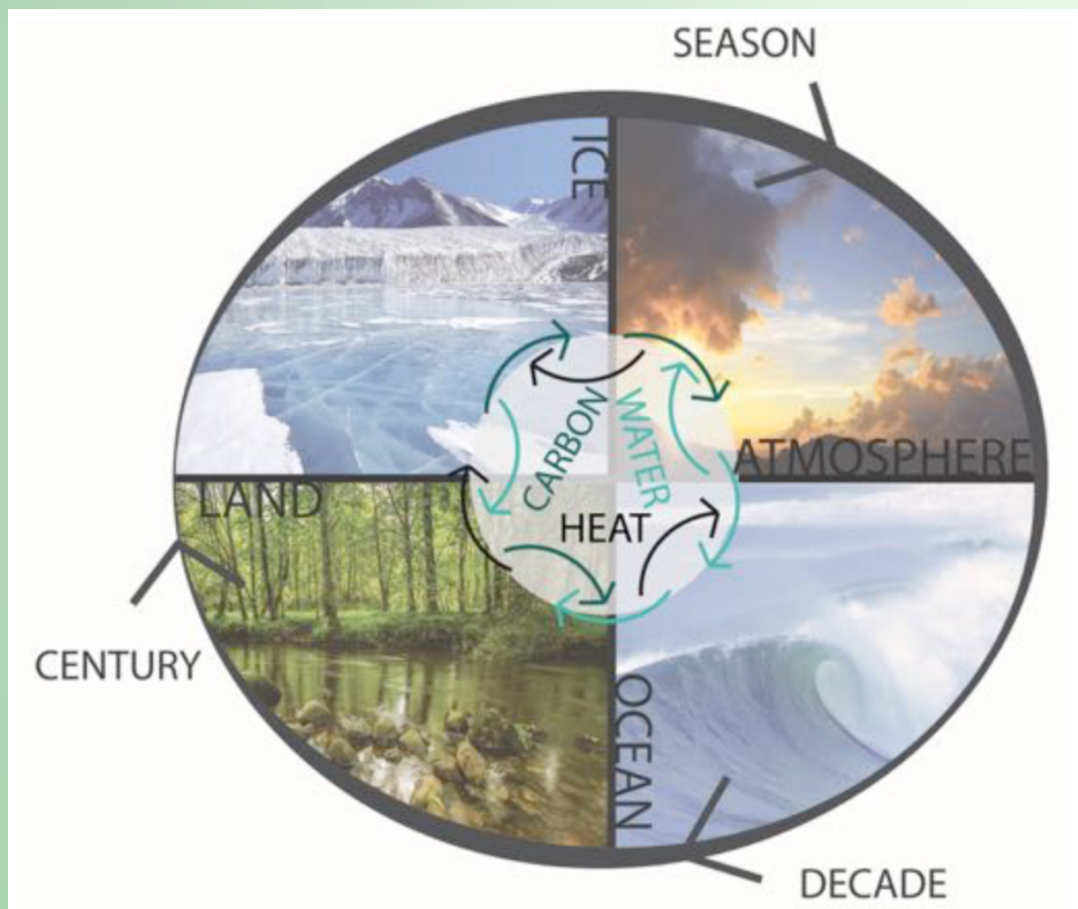 SEASON
ICE
CARBON
WATER
ATMOSPHERE
LAND
HEAT
CENTURY
OCEAN
DECADE